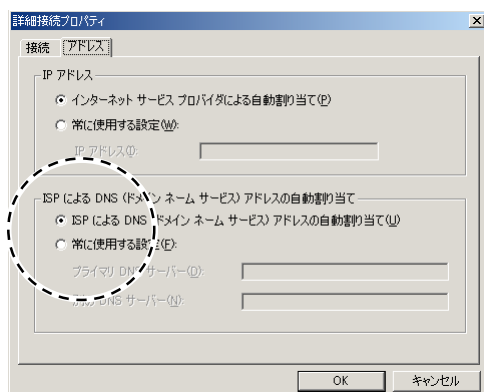 詳細接続プロパティ
接続 アドレス
IP アドレス
インターネット サービス プロバイダによる自動割り当て(P)
常に使用する設定(W):
IP アドレス(I):
ISP による DNS (ドメイン ネーム サービス) アドレスの自動割り当て
ISP による DNS (ドメイン ネーム サービス) アドレスの自動割り当て(U)
常に使用する設定(F):
プライマリ DNS サーバー(D):
別の DNS サーバー(N):
OK キャンセル